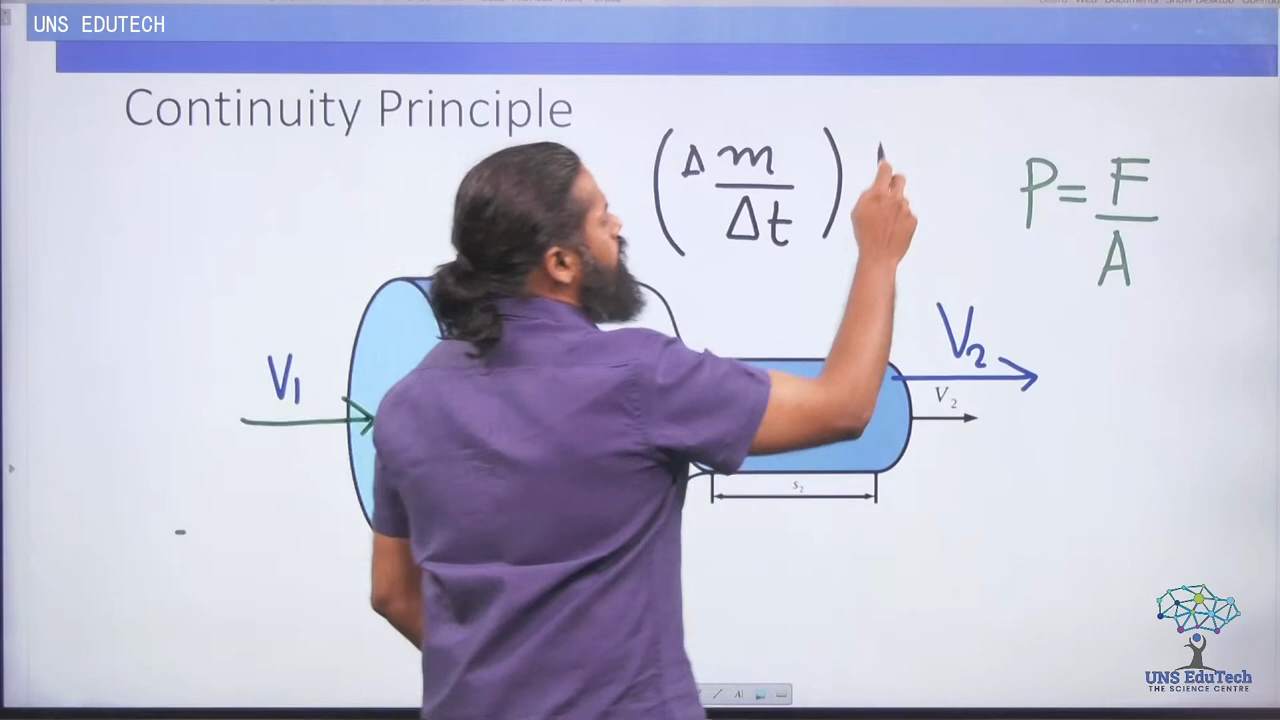 UNS EDUTECH
Continuity Principle
(Δm/Δt)
P = F/A
V1
V2
V2
s2
UNS EduTech
THE SCIENCE CENTRE